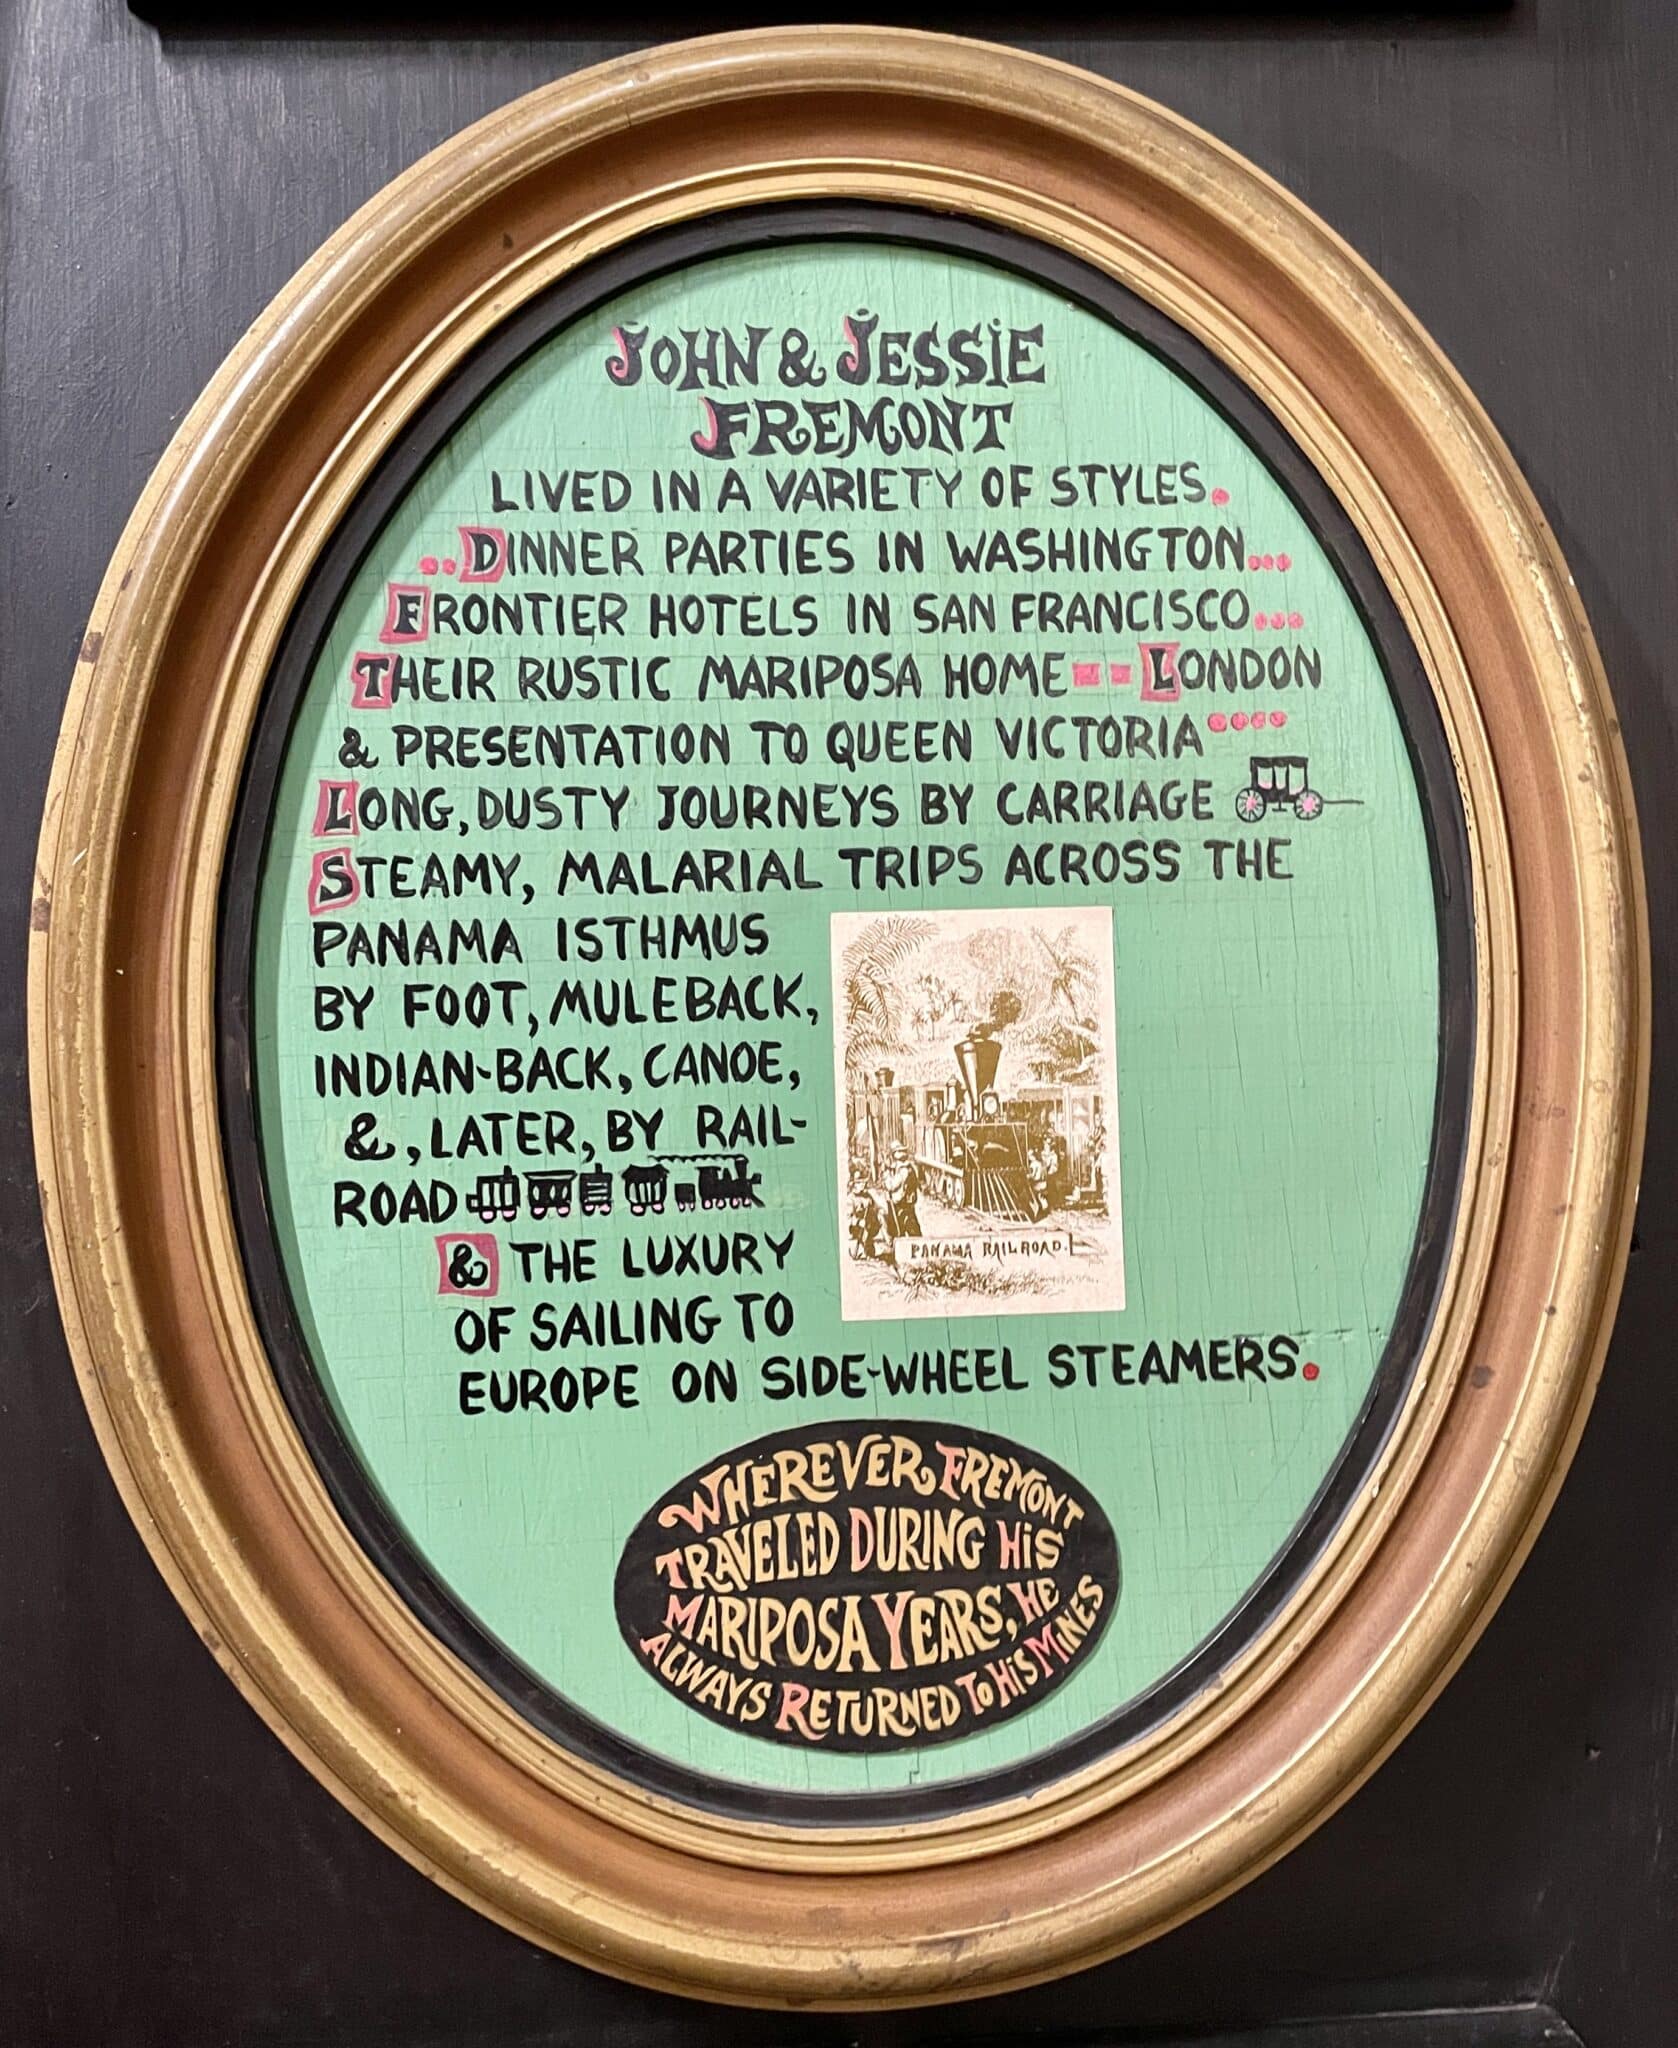 JOHN & JESSIE
FREMONT
LIVED IN A VARIETY OF STYLES.
..DINNER PARTIES IN WASHINGTON...
FRONTIER HOTELS IN SAN FRANCISCO...
THEIR RUSTIC MARIPOSA HOME--LONDON
& PRESENTATION TO QUEEN VICTORIA....
LONG, DUSTY JOURNEYS BY CARRIAGE
STEAMY, MALARIAL TRIPS ACROSS THE
PANAMA ISTHMUS
BY FOOT, MULEBACK,
INDIAN-BACK, CANOE,
&, LATER, BY RAIL-
ROAD
& THE LUXURY
OF SAILING TO
EUROPE ON SIDE-WHEEL STEAMERS.
PANAMA RAILROAD.
WHEREVER FREMONT
TRAVELED DURING HIS
MARIPOSA YEARS, HE
ALWAYS RETURNED TO HIS MINES